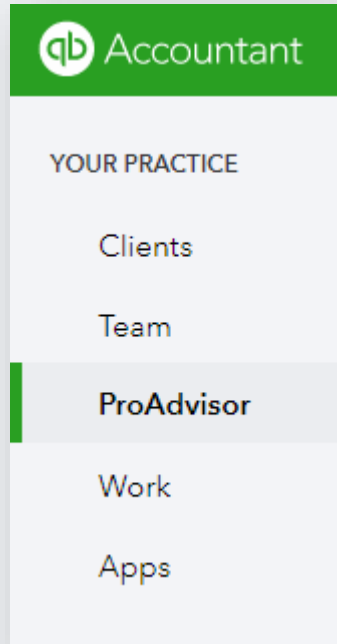 qb Accountant
YOUR PRACTICE
Clients
Team
ProAdvisor
Work
Apps